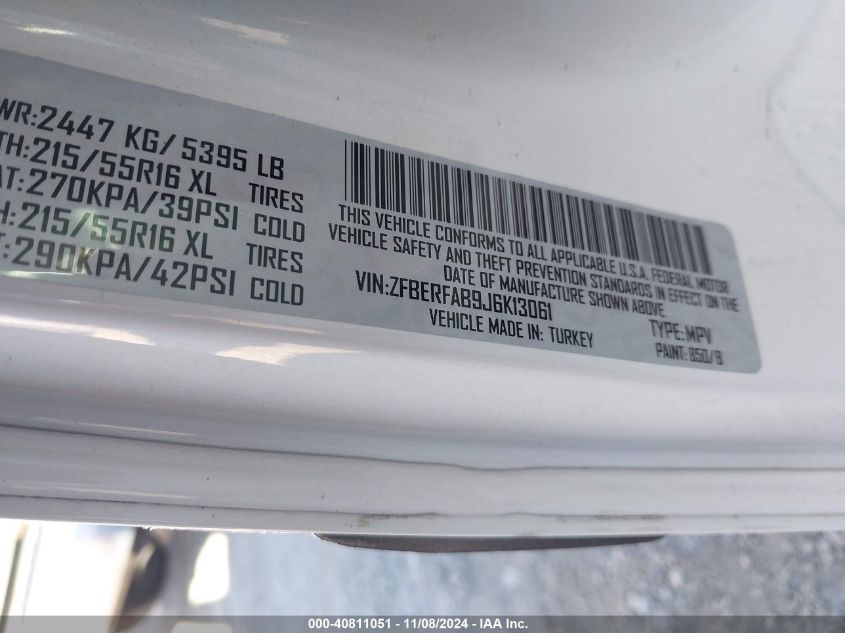 WR:2447 KG/ 5395 LB
TH:215/55R16 XL TIRES
AT:270KPA/39PSI COLD
H:215/55R16 XL TIRES
T:290KPA/42PSI COLD
THIS VEHICLE CONFORMS TO ALL APPLICABLE U.S.A. FEDERAL MOTOR
VEHICLE SAFETY AND THEFT PREVENTION STANDARDS IN EFFECT ON THE
DATE OF MANUFACTURE SHOWN ABOVE
VIN:ZFBERFAB9J6K13061 TYPE:MPV
VEHICLE MADE IN: TURKEY PAINT:850/9
000-40811051 - 11/08/2024 - IAA Inc.